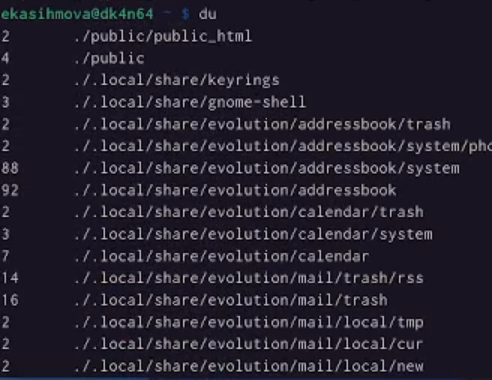 ekasihmova@dk4n64 ~ $ du
2 ./public/public_html
4 ./public
2 ./.local/share/keyrings
3 ./.local/share/gnome-shell
2 ./.local/share/evolution/addressbook/trash
2 ./.local/share/evolution/addressbook/system/pho
88 ./.local/share/evolution/addressbook/system
92 ./.local/share/evolution/addressbook
2 ./.local/share/evolution/calendar/trash
3 ./.local/share/evolution/calendar/system
7 ./.local/share/evolution/calendar
14 ./.local/share/evolution/mail/trash/rss
16 ./.local/share/evolution/mail/trash
2 ./.local/share/evolution/mail/local/tmp
2 ./.local/share/evolution/mail/local/cur
2 ./.local/share/evolution/mail/local/new